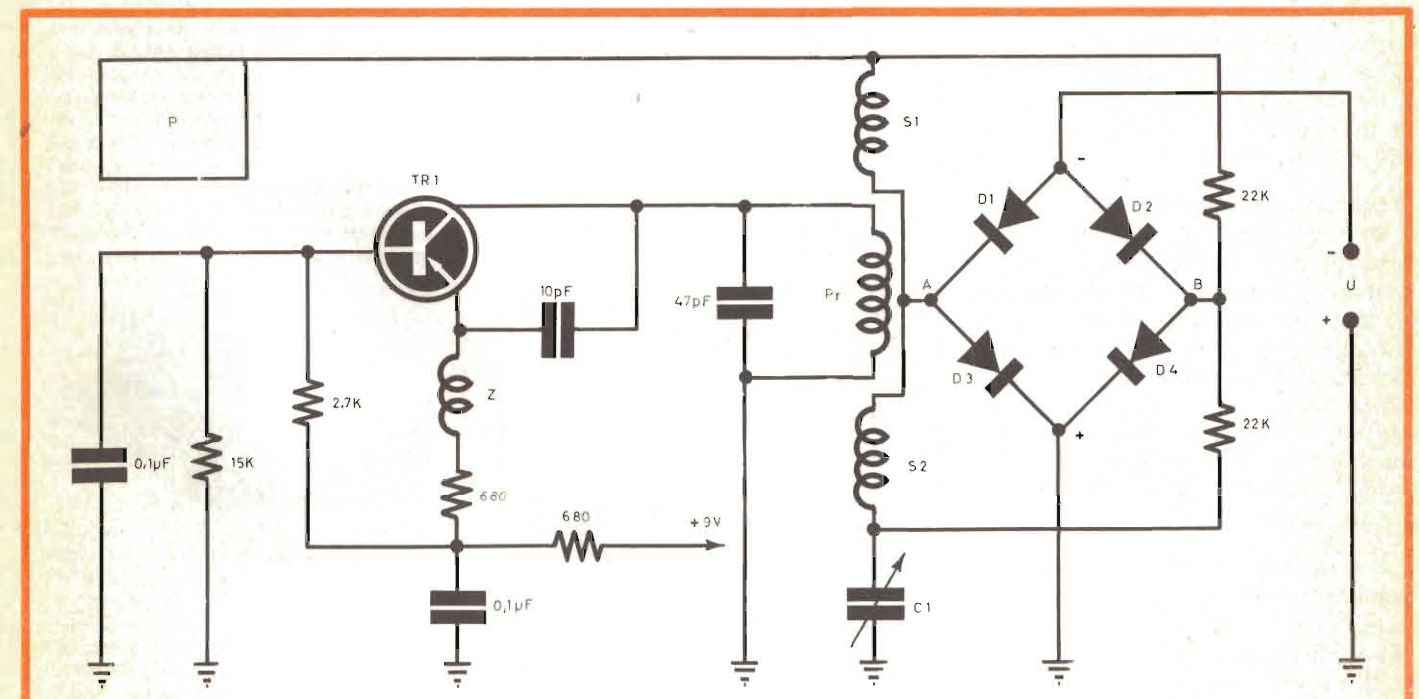 P
TR1
S1
D1
-
D2
22K
10pF
47pF
Pr
A
B
-
U
+
Z
2.7K
D3
D4
+
22K
0,1µF
15K
680
S2
680
+9V
0,1µF
C1